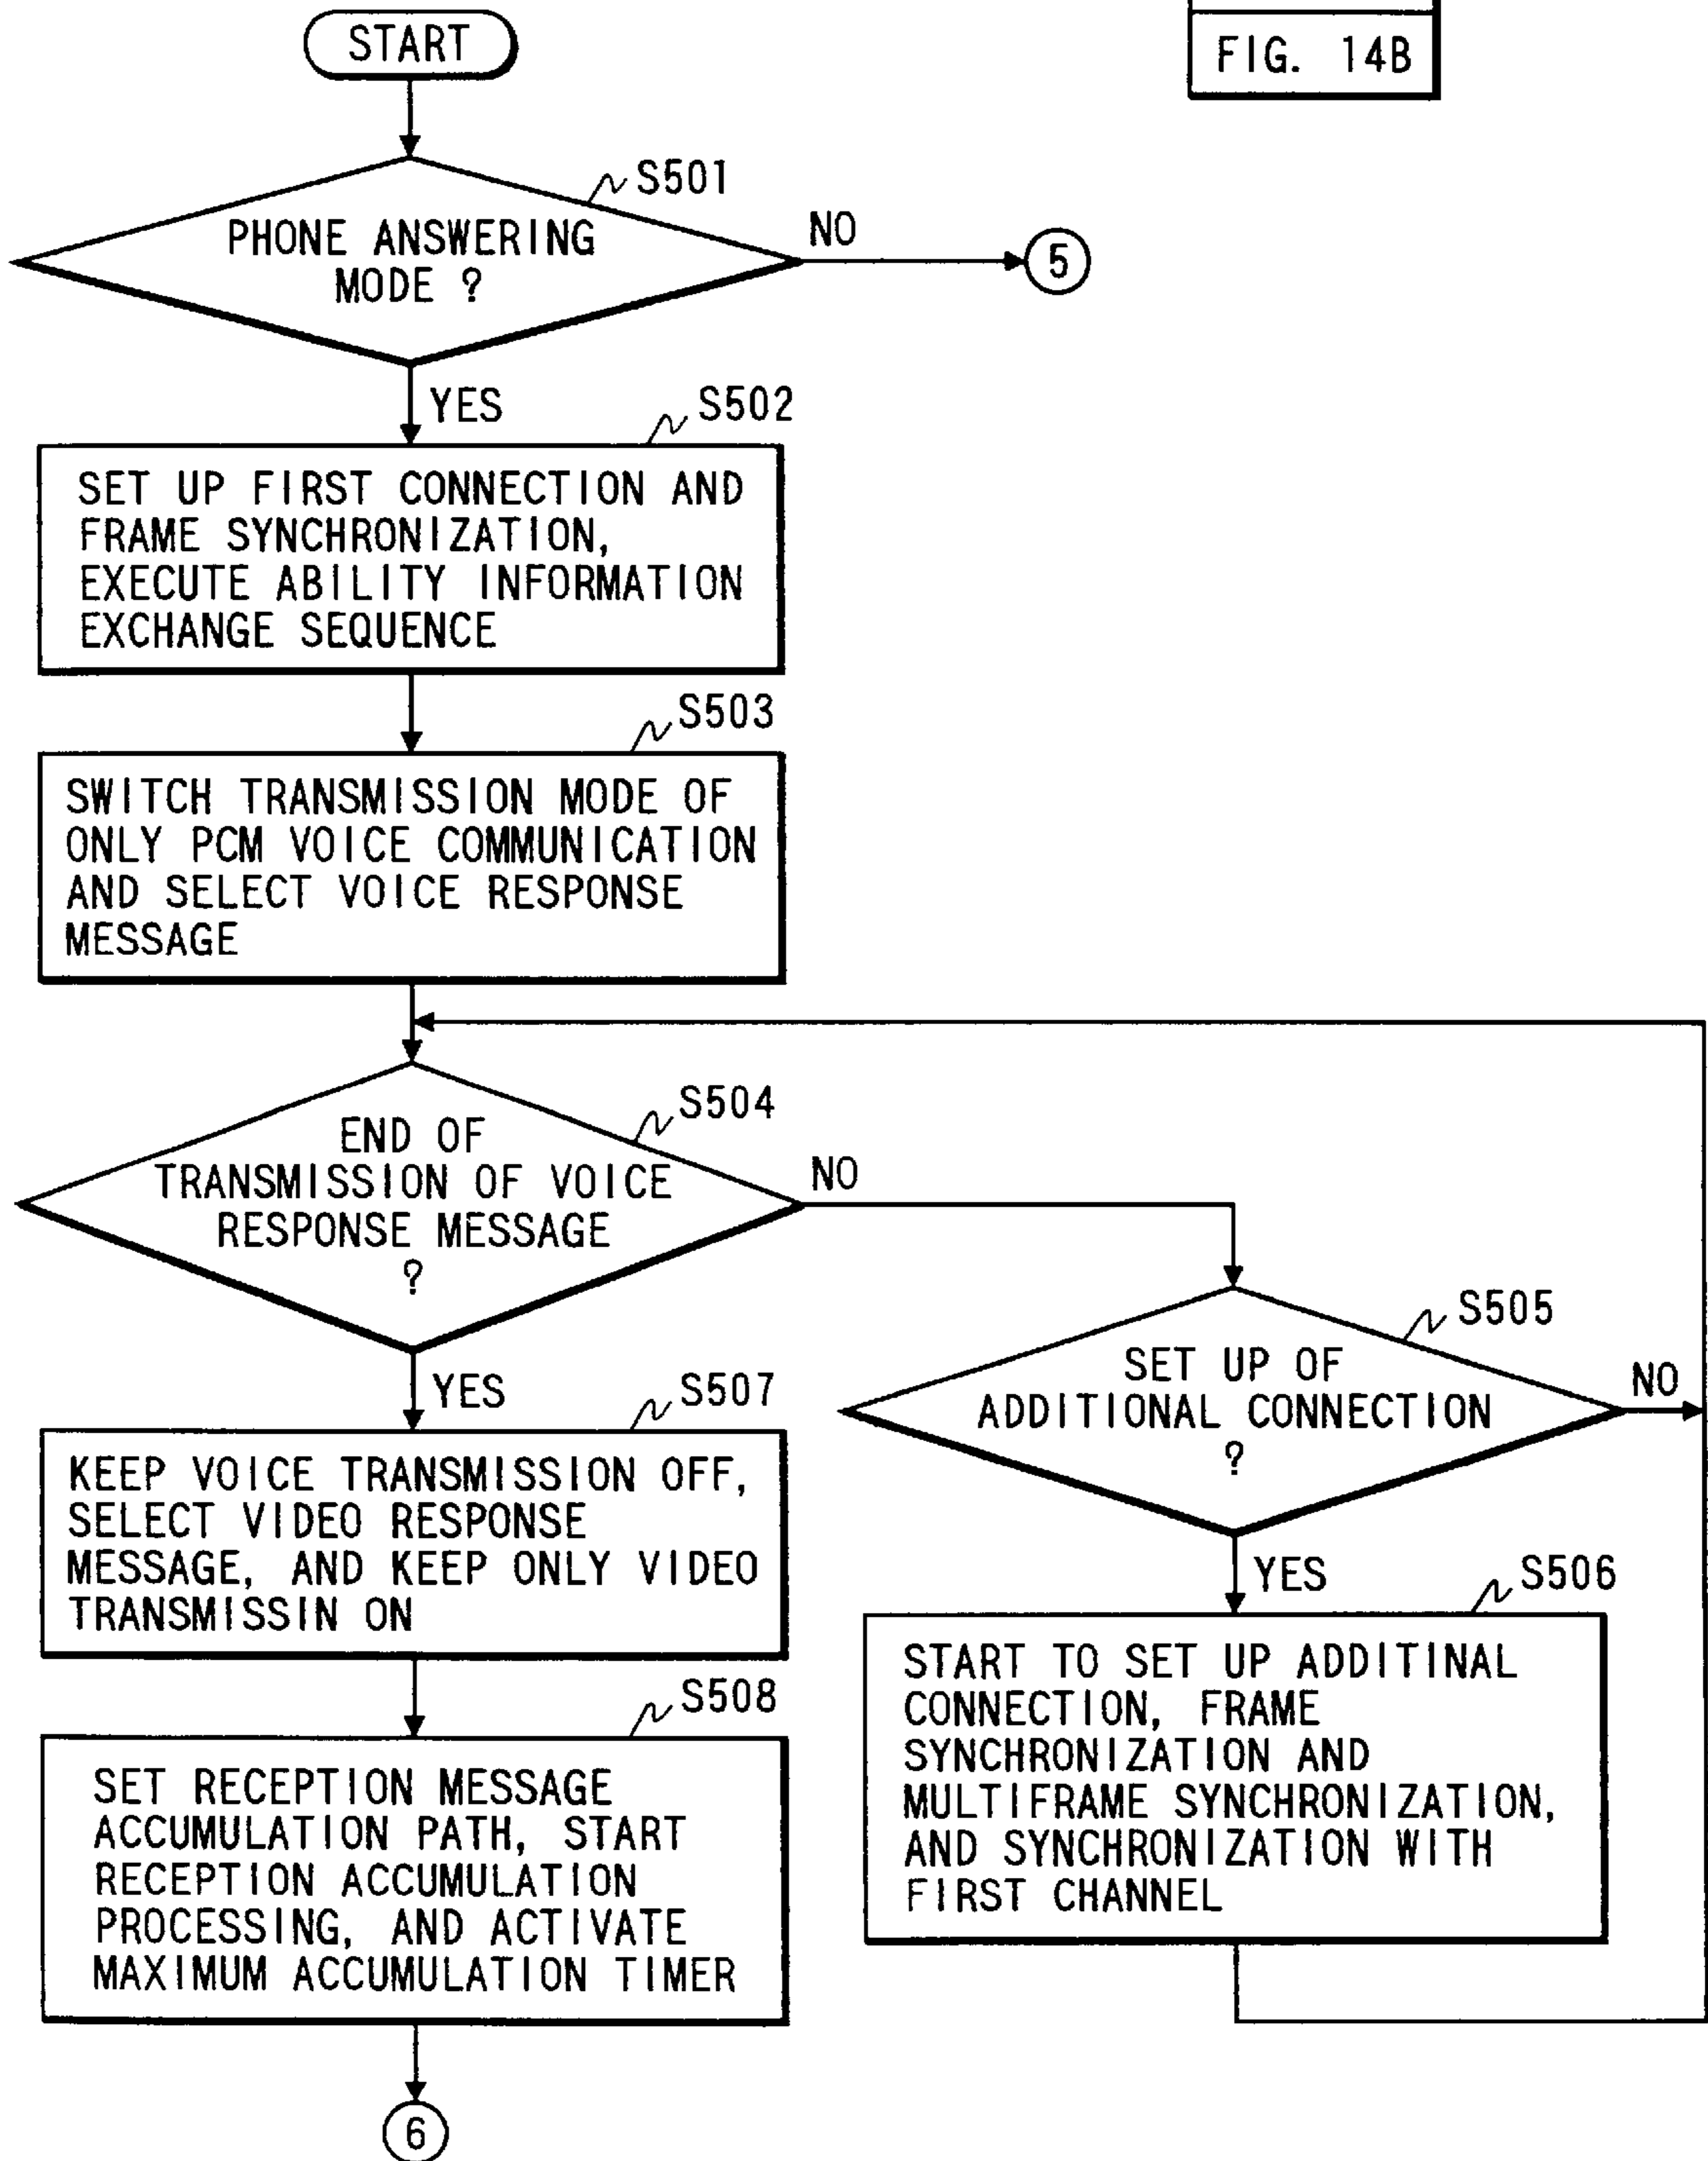 FIG. 14B
START
S501
PHONE ANSWERING
MODE ?
NO
5
YES
S502
SET UP FIRST CONNECTION AND
FRAME SYNCHRONIZATION,
EXECUTE ABILITY INFORMATION
EXCHANGE SEQUENCE
S503
SWITCH TRANSMISSION MODE OF
ONLY PCM VOICE COMMUNICATION
AND SELECT VOICE RESPONSE
MESSAGE
S504
END OF
TRANSMISSION OF VOICE
RESPONSE MESSAGE
?
NO
S505
SET UP OF
ADDITIONAL CONNECTION
?
NO
YES
S506
START TO SET UP ADDITINAL
CONNECTION, FRAME
SYNCHRONIZATION AND
MULTIFRAME SYNCHRONIZATION,
AND SYNCHRONIZATION WITH
FIRST CHANNEL
YES
S507
KEEP VOICE TRANSMISSION OFF,
SELECT VIDEO RESPONSE
MESSAGE, AND KEEP ONLY VIDEO
TRANSMISSIN ON
S508
SET RECEPTION MESSAGE
ACCUMULATION PATH, START
RECEPTION ACCUMULATION
PROCESSING, AND ACTIVATE
MAXIMUM ACCUMULATION TIMER
6